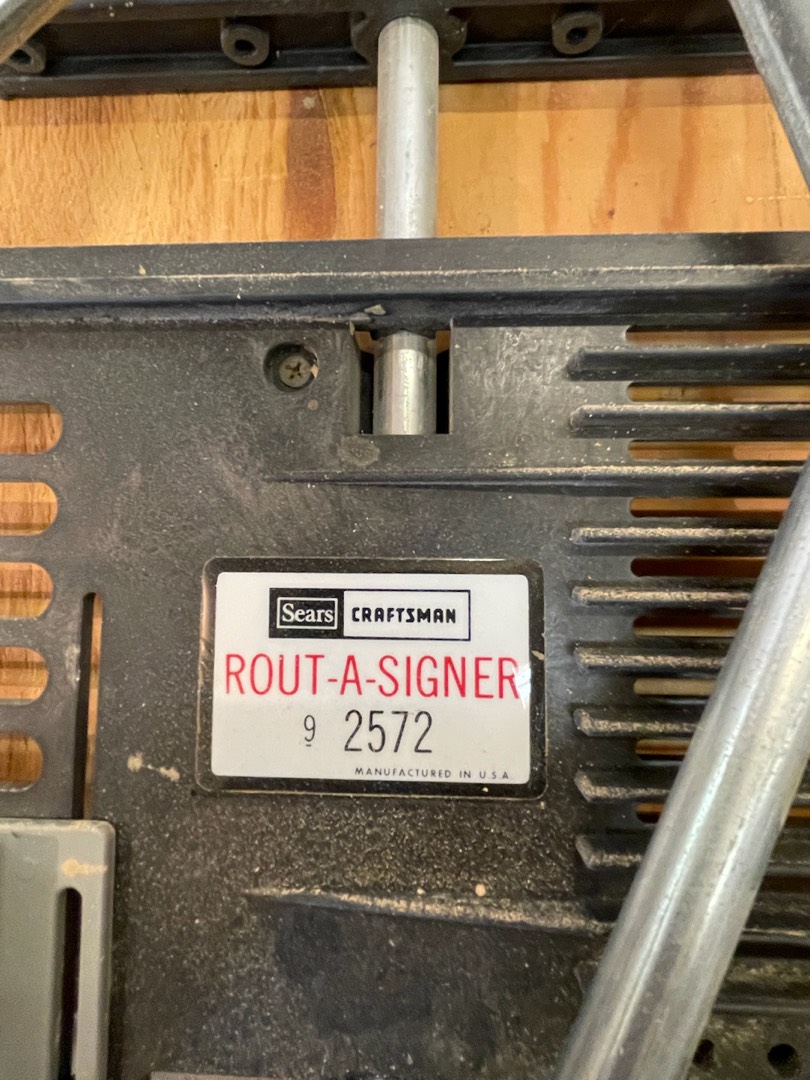 Sears CRAFTSMAN
ROUT-A-SIGNER
9 2572
MANUFACTURED IN U.S.A.